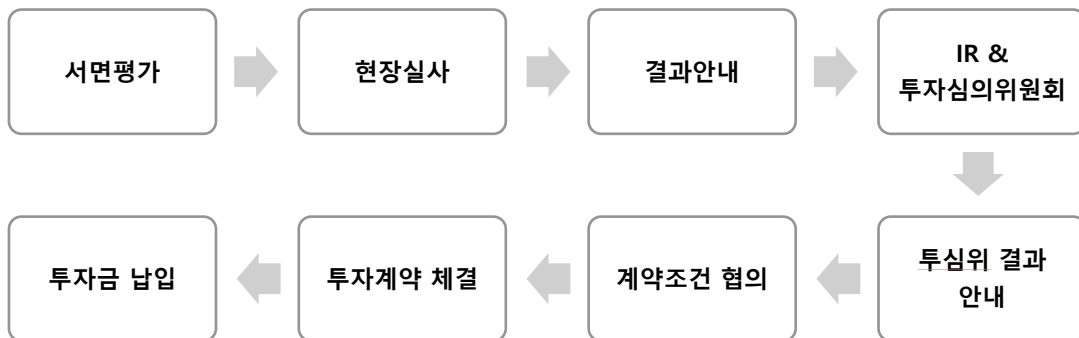 서면평가
현장실사
결과안내
IR &
투자심의위원회
투심위 결과
안내
계약조건 협의
투자계약 체결
투자금 납입